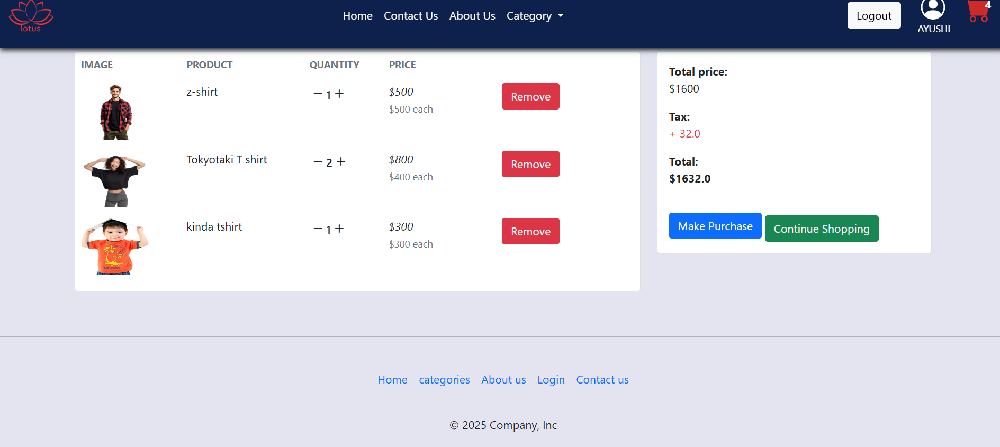 lotus
Home Contact Us About Us Category
Logout
AYUSHI
4
IMAGE PRODUCT QUANTITY PRICE
z-shirt − 1 + $500 Remove
$500 each
Tokyotaki T shirt − 2 + $800 Remove
$400 each
kinda tshirt − 1 + $300 Remove
$300 each
OCEAN
Total price:
$1600
Tax:
+ 32.0
Total:
$1632.0
Make Purchase Continue Shopping
Home categories About us Login Contact us
© 2025 Company, Inc